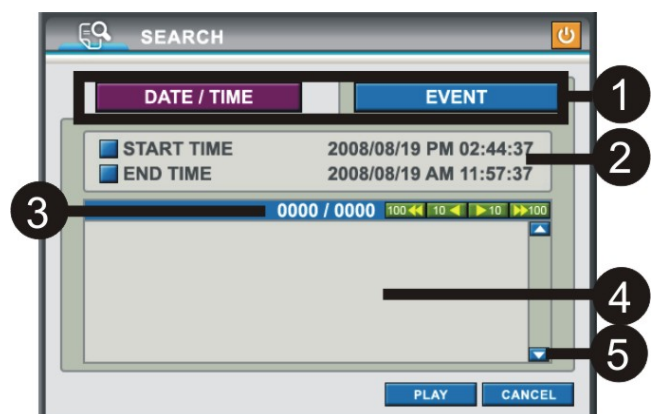 SEARCH
DATE / TIME EVENT 1
START TIME 2008/08/19 PM 02:44:37 2
END TIME 2008/08/19 AM 11:57:37
3 0000 / 0000 100 10 10 100
4
5
PLAY CANCEL